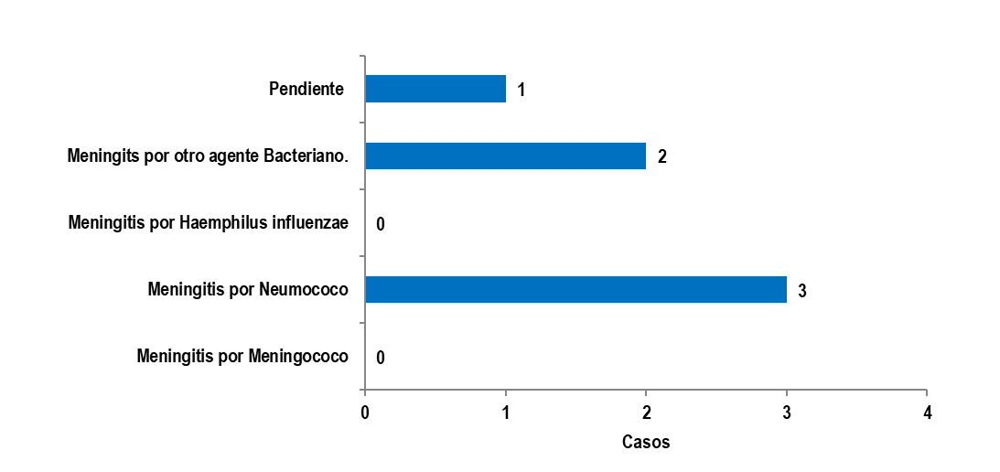 Pendiente 1
Meningits por otro agente Bacteriano. 2
Meningitis por Haemphilus influenzae 0
Meningitis por Neumococo 3
Meningitis por Meningococo 0
0 1 2 3 4
Casos